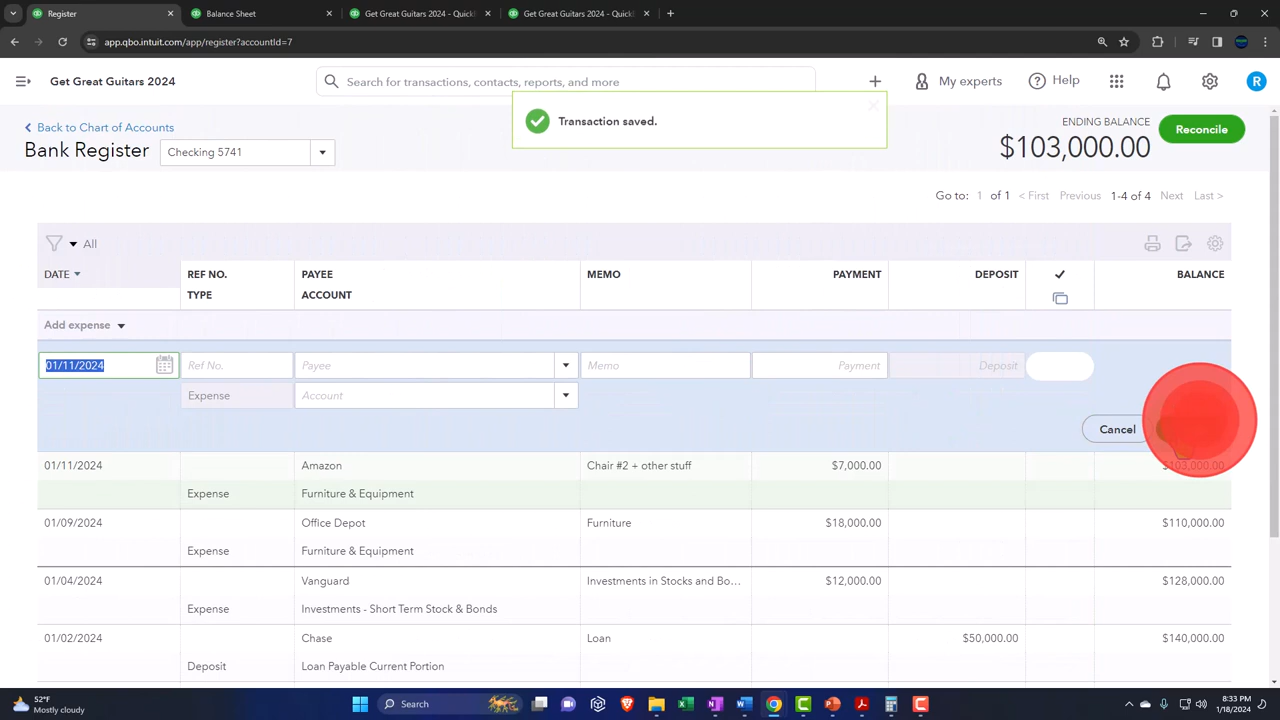 Register
Balance Sheet
Get Great Guitars 2024 - QuickB
Get Great Guitars 2024 - QuickB
app.qbo.intuit.com/app/register?accountId=7
Get Great Guitars 2024
Search for transactions, contacts, reports, and more
My experts
Help
R
Transaction saved.
Back to Chart of Accounts
Bank Register
Checking 5741
ENDING BALANCE
$103,000.00
Reconcile
Go to: 1 of 1 < First Previous 1-4 of 4 Next Last >
All
DATE REF NO. PAYEE MEMO PAYMENT DEPOSIT BALANCE
TYPE ACCOUNT
Add expense
01/11/2024 Ref No. Payee Memo Payment Deposit
Expense Account
Cancel
01/11/2024 Amazon Chair #2 + other stuff $7,000.00 $103,000.00
Expense Furniture & Equipment
01/09/2024 Office Depot Furniture $18,000.00 $110,000.00
Expense Furniture & Equipment
01/04/2024 Vanguard Investments in Stocks and Bo... $12,000.00 $128,000.00
Expense Investments - Short Term Stock & Bonds
01/02/2024 Chase Loan $50,000.00 $140,000.00
Deposit Loan Payable Current Portion
52°F
Mostly cloudy
Search
8:33 PM
1/18/2024